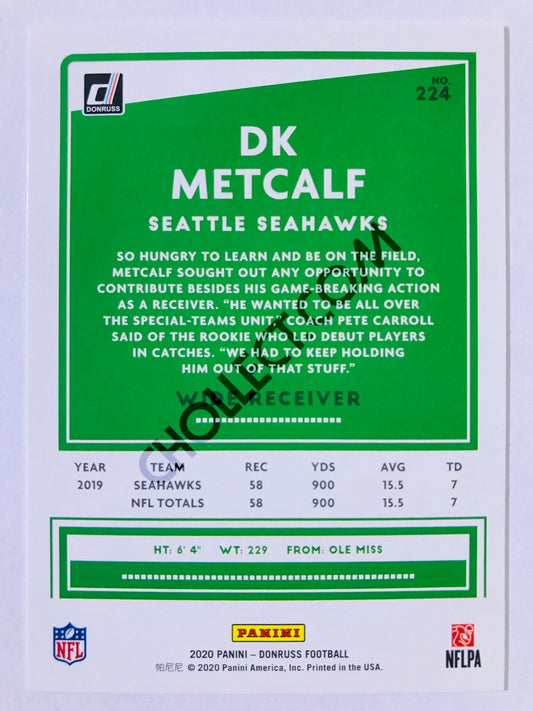 DONRUSS
NO.
224
DK
METCALF
SEATTLE SEAHAWKS
SO HUNGRY TO LEARN AND BE ON THE FIELD,
METCALF SOUGHT OUT ANY OPPORTUNITY TO
CONTRIBUTE BESIDES HIS GAME-BREAKING ACTION
AS A RECEIVER. “HE WANTED TO BE ALL OVER
THE SPECIAL-TEAMS UNIT,” COACH PETE CARROLL
SAID OF THE ROOKIE WHO LED DEBUT PLAYERS
IN CATCHES. “WE HAD TO KEEP HOLDING
HIM OUT OF THAT STUFF.”
WIDE RECEIVER
CHOLLECT.COM
YEAR TEAM REC YDS AVG TD
2019 SEAHAWKS 58 900 15.5 7
NFL TOTALS 58 900 15.5 7
HT: 6' 4" WT: 229 FROM: OLE MISS
PANINI
NFL
NFLPA
2020 PANINI – DONRUSS FOOTBALL
帕尼尼 © 2020 Panini America, Inc. Printed in the USA.